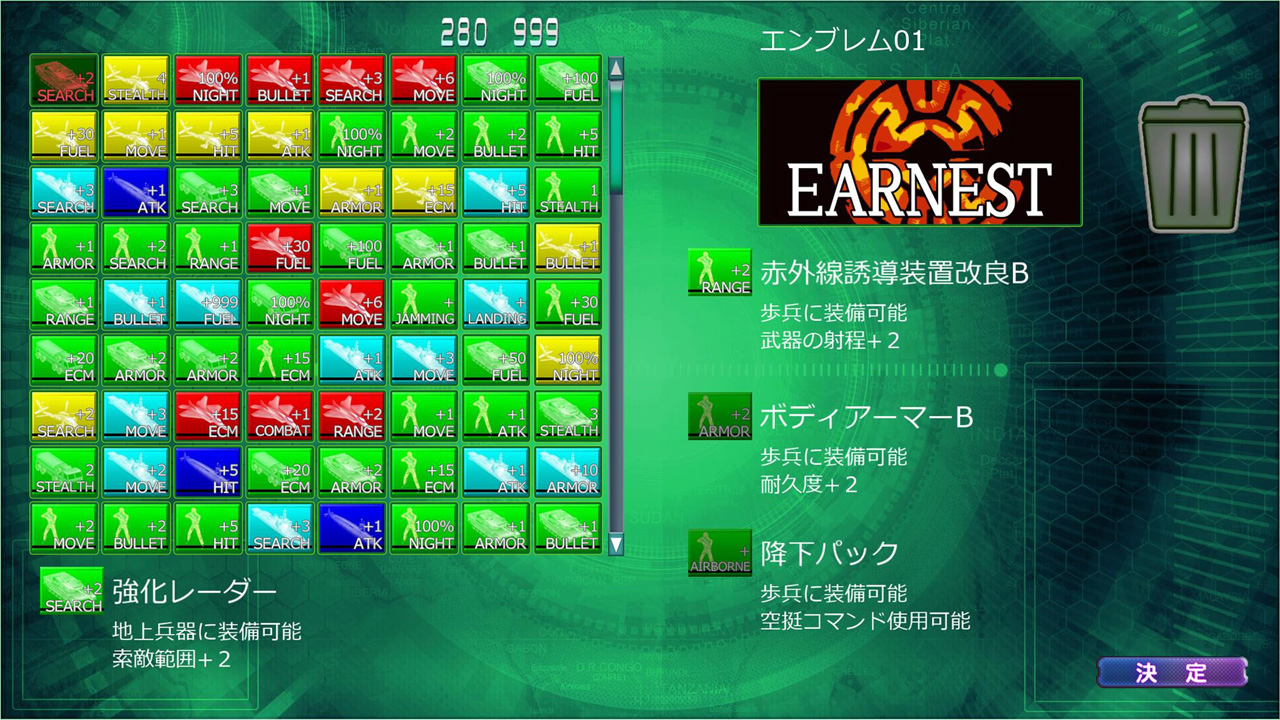 280 999
+2 SEARCH
4 STEALTH
100% NIGHT
+1 BULLET
+3 SEARCH
+6 MOVE
100% NIGHT
+100 FUEL
+30 FUEL
+1 MOVE
+5 HIT
+1 ATK
100% NIGHT
+2 MOVE
+2 BULLET
+5 HIT
+3 SEARCH
+1 ATK
+3 SEARCH
+1 MOVE
+1 ARMOR
+15 ECM
+5 HIT
1 STEALTH
+1 ARMOR
+2 SEARCH
+1 RANGE
+30 FUEL
+100 FUEL
+1 ARMOR
+1 BULLET
+1 BULLET
+1 RANGE
+1 BULLET
+999 FUEL
100% NIGHT
+6 MOVE
+ JAMMING
+ LANDING
+30 FUEL
+20 ECM
+2 ARMOR
+2 ARMOR
+15 ECM
+1 ATK
+3 MOVE
+50 FUEL
100% NIGHT
+2 SEARCH
+3 MOVE
+15 ECM
+1 COMBAT
+2 RANGE
+1 MOVE
+1 ATK
3 STEALTH
2 STEALTH
+2 MOVE
+5 HIT
+20 ECM
+2 ARMOR
+15 ECM
+1 ATK
+10 ARMOR
+2 MOVE
+2 BULLET
+5 HIT
+3 SEARCH
+1 ATK
100% NIGHT
+1 ARMOR
+1 BULLET
+2 SEARCH
強化レーダー
地上兵器に装備可能
索敵範囲+2
エンブレム01
EARNEST
+2 RANGE
赤外線誘導装置改良B
歩兵に装備可能
武器の射程+2
+2 ARMOR
ボディアーマーB
歩兵に装備可能
耐久度+2
+ AIRBORNE
降下パック
歩兵に装備可能
空挺コマンド使用可能
決 定